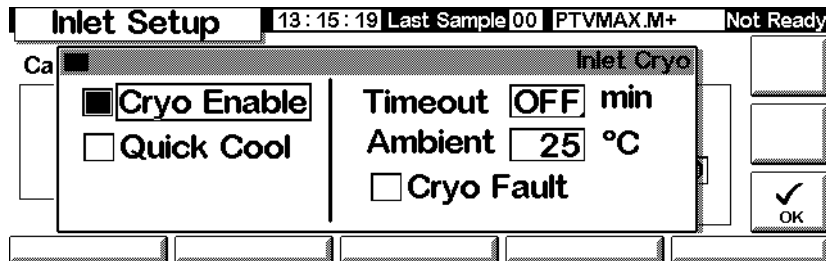 Inlet Setup 13:15:19 Last Sample 00 PTVMAX.M+ Not Ready
Ca
Inlet Cryo
Cryo Enable
Quick Cool
Timeout OFF min
Ambient 25 °C
Cryo Fault
OK